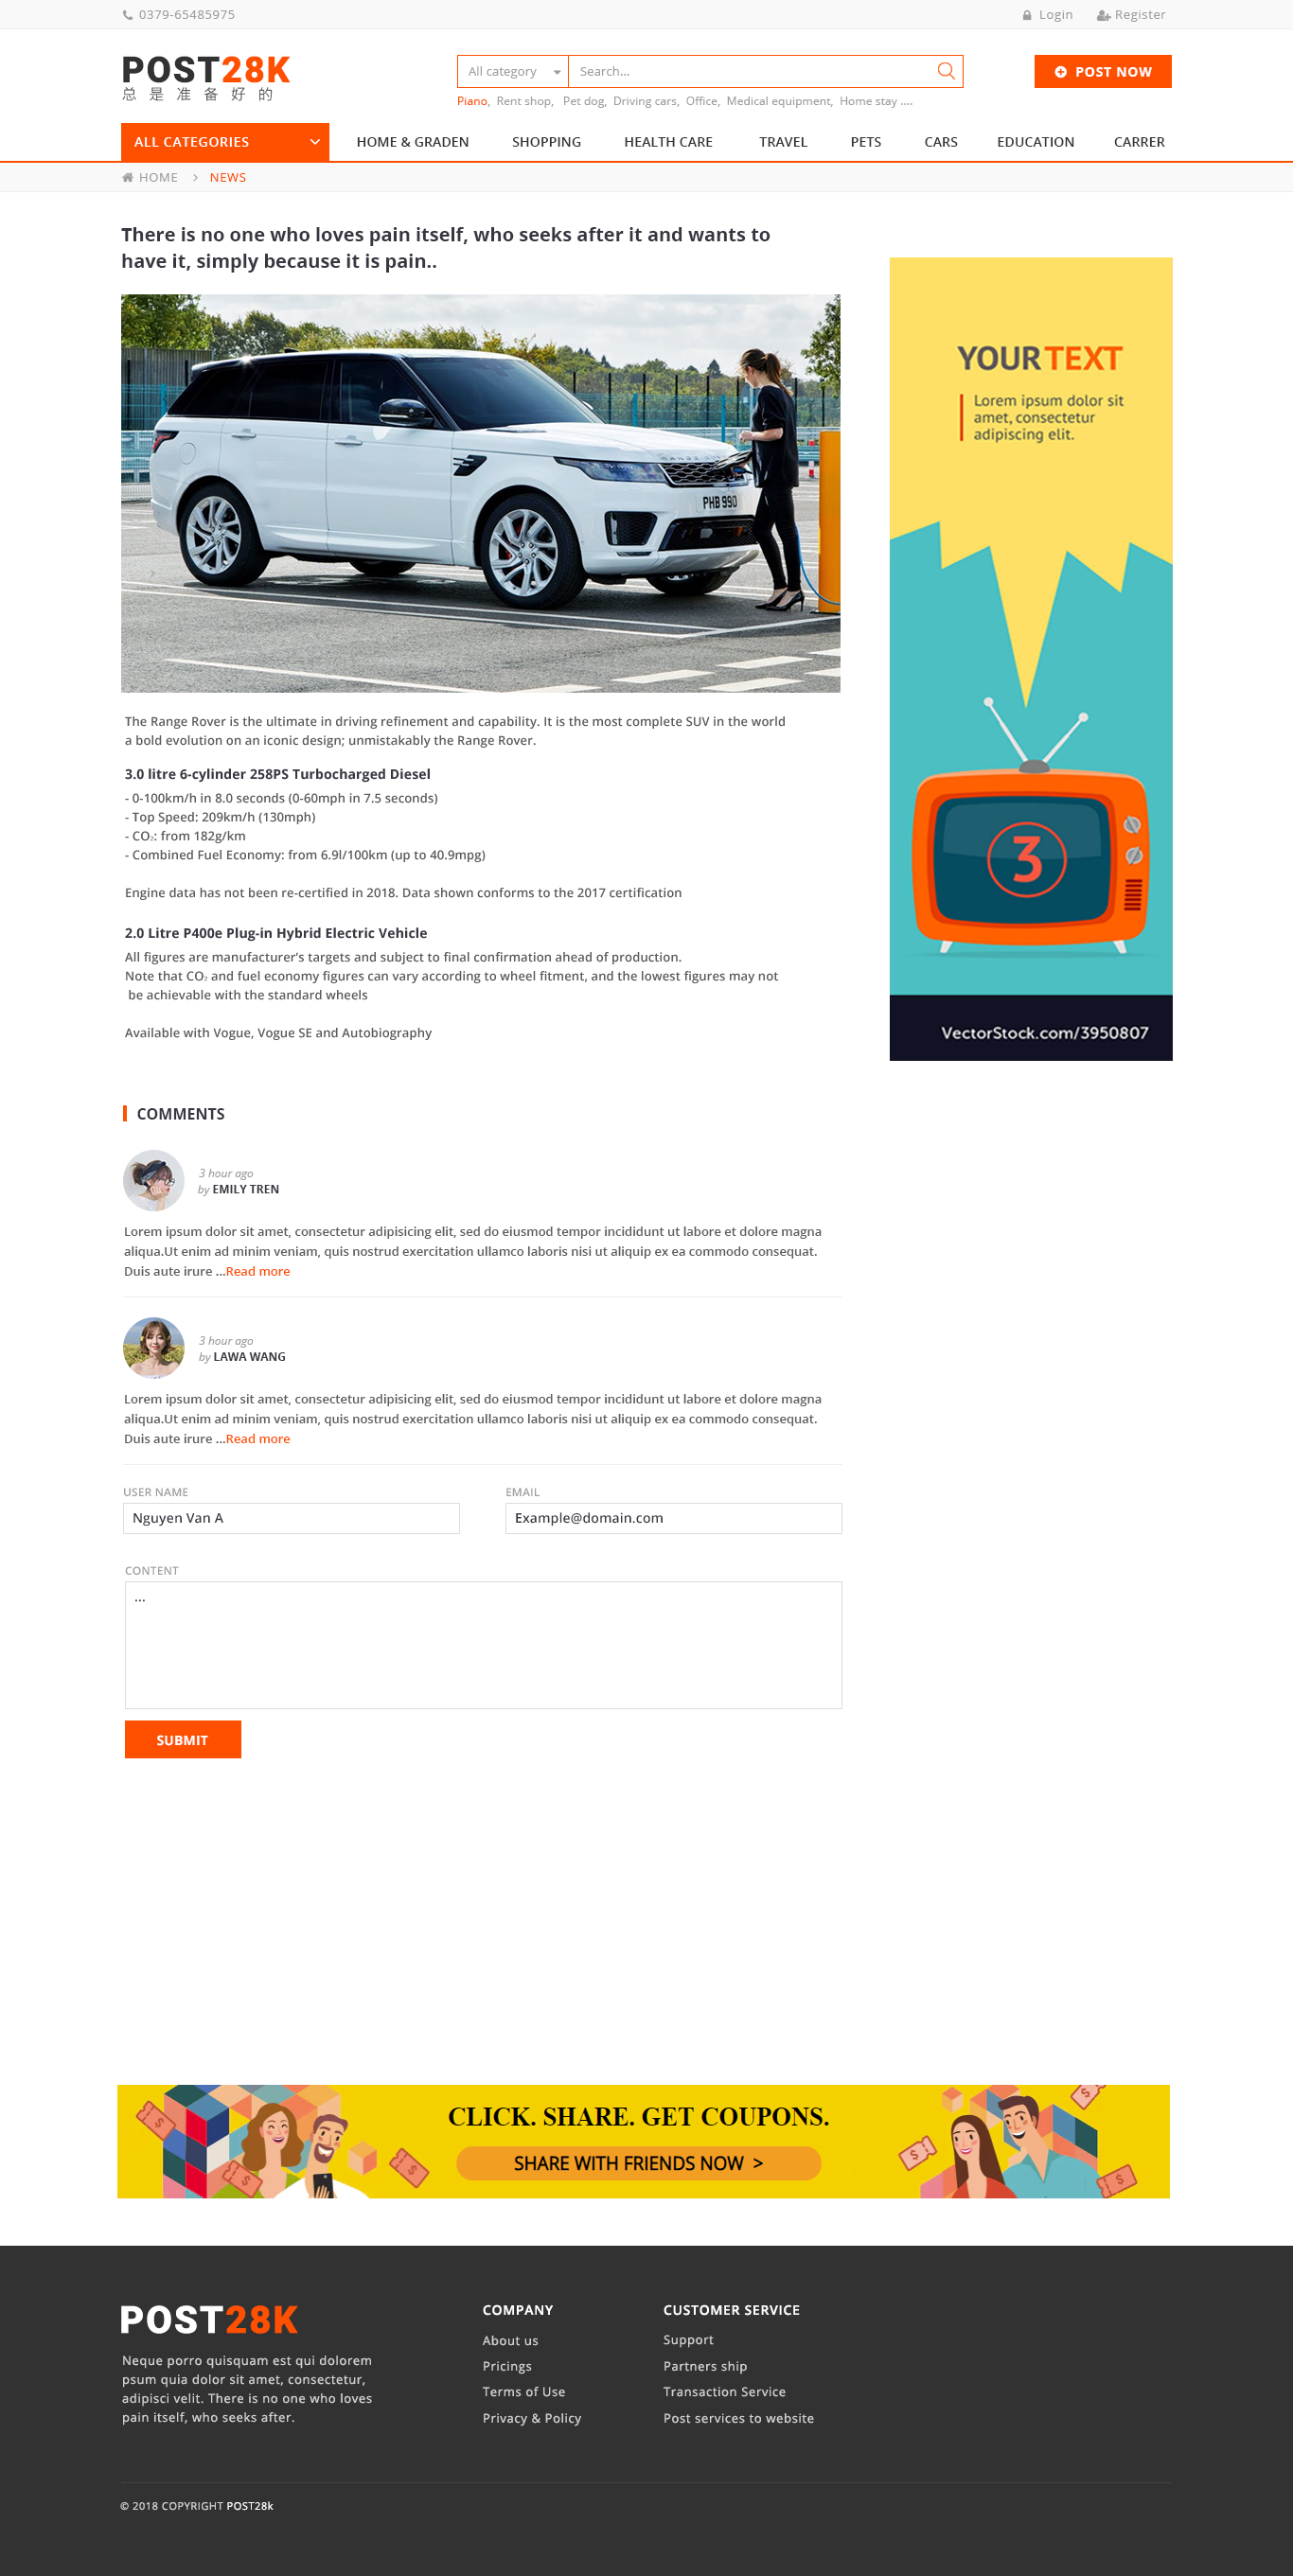 0379-65485975
Login
Register
POST28K
总是准备好的
All category
Search...
POST NOW
Piano, Rent shop, Pet dog, Driving cars, Office, Medical equipment, Home stay ....
ALL CATEGORIES
HOME & GRADEN
SHOPPING
HEALTH CARE
TRAVEL
PETS
CARS
EDUCATION
CARRER
HOME > NEWS
There is no one who loves pain itself, who seeks after it and wants to
have it, simply because it is pain..
PHB 990
YOUR TEXT
Lorem ipsum dolor sit
amet, consectetur
adipiscing elit.
3
VectorStock.com/3950807
The Range Rover is the ultimate in driving refinement and capability. It is the most complete SUV in the world
a bold evolution on an iconic design; unmistakably the Range Rover.
3.0 litre 6-cylinder 258PS Turbocharged Diesel
- 0-100km/h in 8.0 seconds (0-60mph in 7.5 seconds)
- Top Speed: 209km/h (130mph)
- CO₂: from 182g/km
- Combined Fuel Economy: from 6.9l/100km (up to 40.9mpg)
Engine data has not been re-certified in 2018. Data shown conforms to the 2017 certification
2.0 Litre P400e Plug-in Hybrid Electric Vehicle
All figures are manufacturer's targets and subject to final confirmation ahead of production.
Note that CO₂ and fuel economy figures can vary according to wheel fitment, and the lowest figures may not
be achievable with the standard wheels
Available with Vogue, Vogue SE and Autobiography
COMMENTS
3 hour ago
by EMILY TREN
Lorem ipsum dolor sit amet, consectetur adipisicing elit, sed do eiusmod tempor incididunt ut labore et dolore magna
aliqua.Ut enim ad minim veniam, quis nostrud exercitation ullamco laboris nisi ut aliquip ex ea commodo consequat.
Duis aute irure ...Read more
3 hour ago
by LAWA WANG
Lorem ipsum dolor sit amet, consectetur adipisicing elit, sed do eiusmod tempor incididunt ut labore et dolore magna
aliqua.Ut enim ad minim veniam, quis nostrud exercitation ullamco laboris nisi ut aliquip ex ea commodo consequat.
Duis aute irure ...Read more
USER NAME
EMAIL
Nguyen Van A
Example@domain.com
CONTENT
...
SUBMIT
CLICK. SHARE. GET COUPONS.
SHARE WITH FRIENDS NOW >
POST28K
Neque porro quisquam est qui dolorem
psum quia dolor sit amet, consectetur,
adipisci velit. There is no one who loves
pain itself, who seeks after.
COMPANY
About us
Pricings
Terms of Use
Privacy & Policy
CUSTOMER SERVICE
Support
Partners ship
Transaction Service
Post services to website
© 2018 COPYRIGHT POST28k